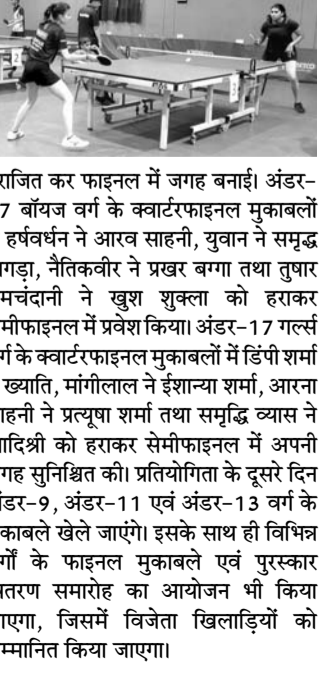 राजित कर फाइनल में जगह बनाई। अंडर-
7 बॉयज वर्ग के क्वार्टरफाइनल मुकाबलों
हर्षवर्धन ने आरव साहनी, युवान ने समृद्ध
गड़ा, नैतिकवीर ने प्रखर बग्गा तथा तुषार
मचंदानी ने खुश शुक्ला को हराकर
मीफाइनल में प्रवेश किया। अंडर-17 गर्ल्स
र्ग के क्वार्टरफाइनल मुकाबलों में डिंपी शर्मा
ख्याति, मांगीलाल ने ईशान्या शर्मा, आरना
ाहनी ने प्रत्यूषा शर्मा तथा समृद्धि व्यास ने
ादिश्री को हराकर सेमीफाइनल में अपनी
गह सुनिश्चित की। प्रतियोगिता के दूसरे दिन
ंडर-9, अंडर-11 एवं अंडर-13 वर्ग के
काबले खेले जाएंगे। इसके साथ ही विभिन्न
र्गों के फाइनल मुकाबले एवं पुरस्कार
तरण समारोह का आयोजन भी किया
ाएगा, जिसमें विजेता खिलाड़ियों को
म्मानित किया जाएगा।